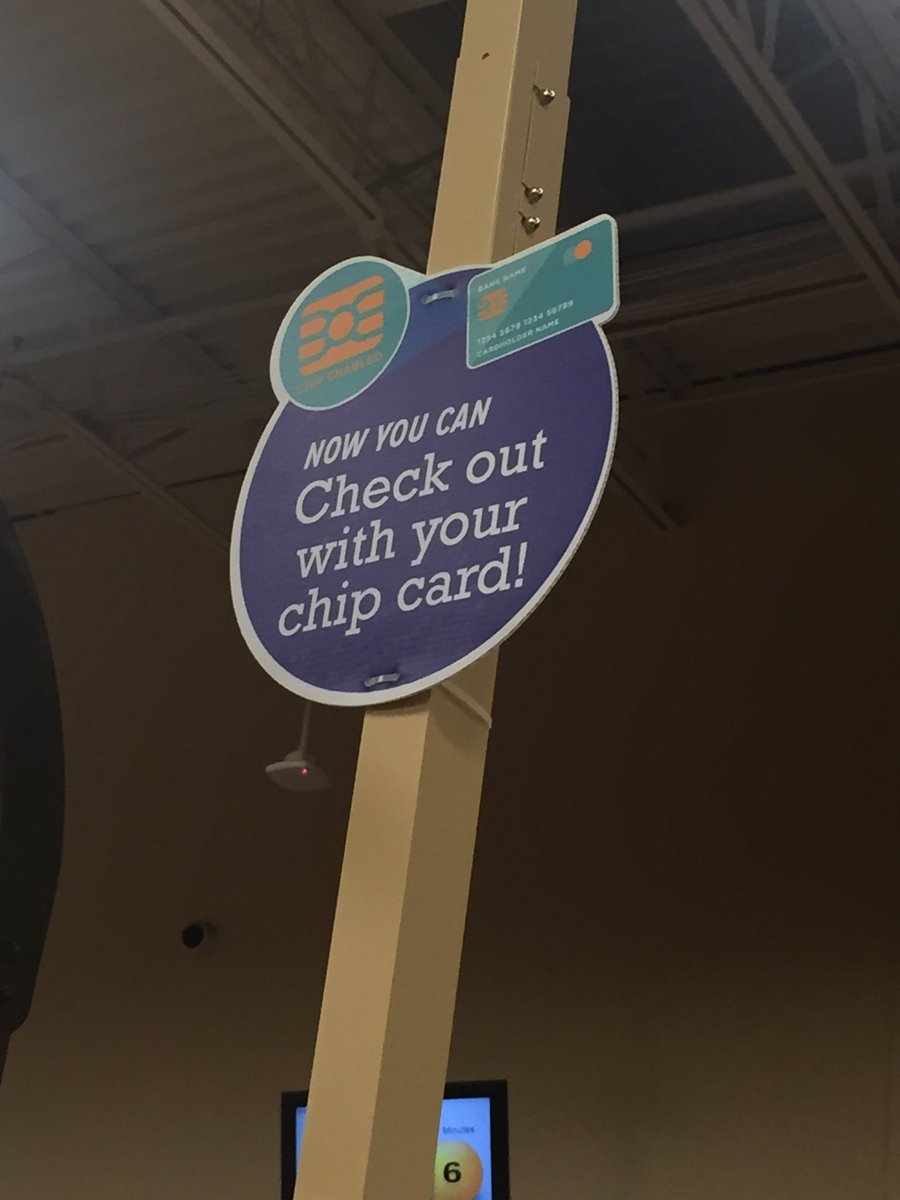 CHIP ENABLED
BANK NAME
1234 5678 1234 56789
CARDHOLDER NAME
NOW YOU CAN
Check out
with your
chip card!
Minutes
6